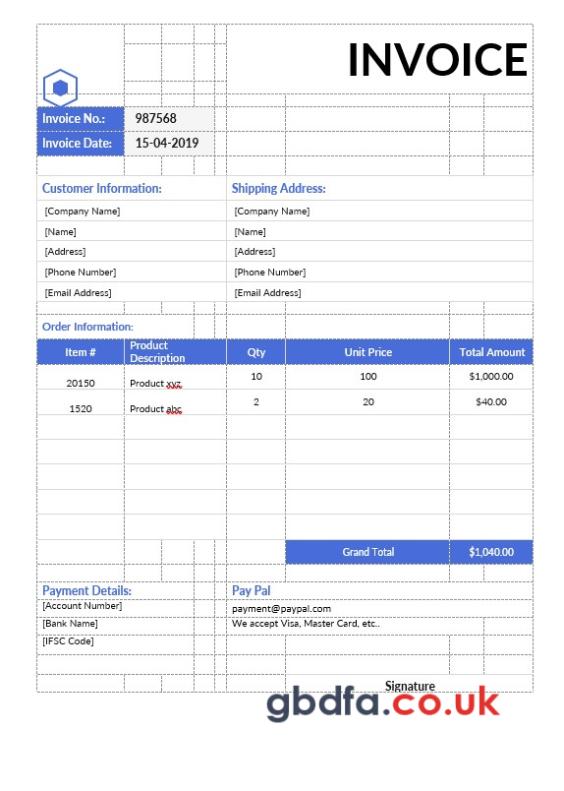 INVOICE
Invoice No.: 987568
Invoice Date: 15-04-2019
Customer Information: Shipping Address:
[Company Name] [Company Name]
[Name] [Name]
[Address] [Address]
[Phone Number] [Phone Number]
[Email Address] [Email Address]
Order Information:
Item # Product Description Qty Unit Price Total Amount
20150 Product xyz 10 100 $1,000.00
1520 Product abc 2 20 $40.00
Grand Total $1,040.00
Payment Details: Pay Pal
[Account Number] payment@paypal.com
[Bank Name] We accept Visa, Master Card, etc..
[IFSC Code]
Signature
gbdfa.co.uk